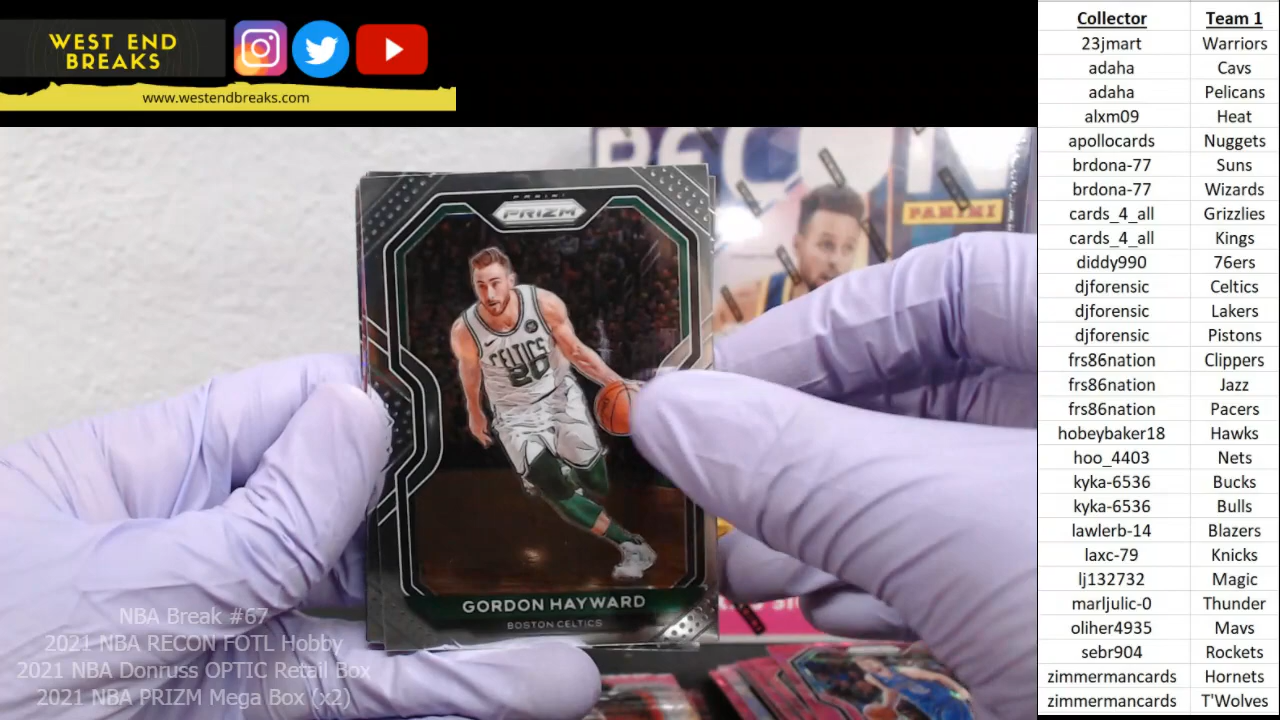 WEST END
BREAKS
www.westendbreaks.com
RECON
PANINI
PANINI
PRIZM
CELTICS
20
GORDON HAYWARD
BOSTON CELTICS
NBA Break #67
2021 NBA RECON FOTL Hobby
2021 NBA Donruss OPTIC Retail Box
2021 NBA PRIZM Mega Box (x2)
Collector Team 1
23jmart Warriors
adaha Cavs
adaha Pelicans
alxm09 Heat
apollocards Nuggets
brdona-77 Suns
brdona-77 Wizards
cards_4_all Grizzlies
cards_4_all Kings
diddy990 76ers
djforensic Celtics
djforensic Lakers
djforensic Pistons
frs86nation Clippers
frs86nation Jazz
frs86nation Pacers
hobeybaker18 Hawks
hoo_4403 Nets
kyka-6536 Bucks
kyka-6536 Bulls
lawlerb-14 Blazers
laxc-79 Knicks
lj132732 Magic
marljulic-0 Thunder
oliher4935 Mavs
sebr904 Rockets
zimmermancards Hornets
zimmermancards T'Wolves